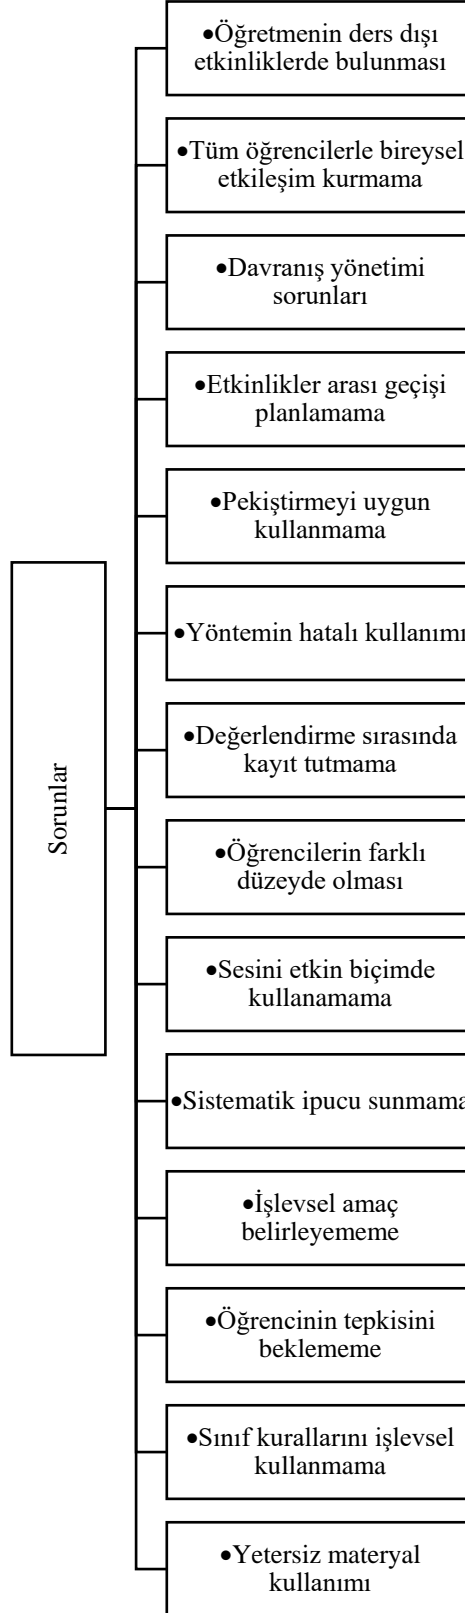 •Öğretmenin ders dışı
etkinliklerde bulunması
•Tüm öğrencilerle bireysel
etkileşim kurmama
•Davranış yönetimi
sorunları
•Etkinlikler arası geçişi
planlamama
•Pekiştirmeyi uygun
kullanmama
•Yöntemin hatalı kullanımı
•Değerlendirme sırasında
kayıt tutmama
Sorunlar
•Öğrencilerin farklı
düzeyde olması
•Sesini etkin biçimde
kullanamama
•Sistematik ipucu sunmama
•İşlevsel amaç
belirleyememe
•Öğrencinin tepkisini
beklememe
•Sınıf kurallarını işlevsel
kullanmama
•Yetersiz materyal
kullanımı